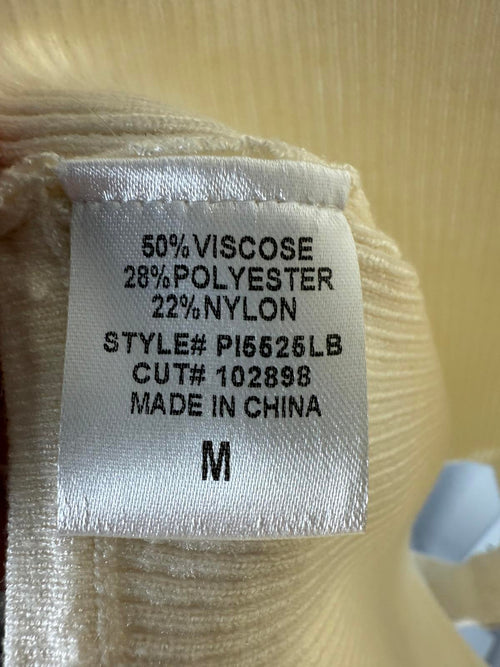 50%VISCOSE
28%POLYESTER
22%NYLON
STYLE# PI5525LB
CUT# 102898
MADE IN CHINA
M